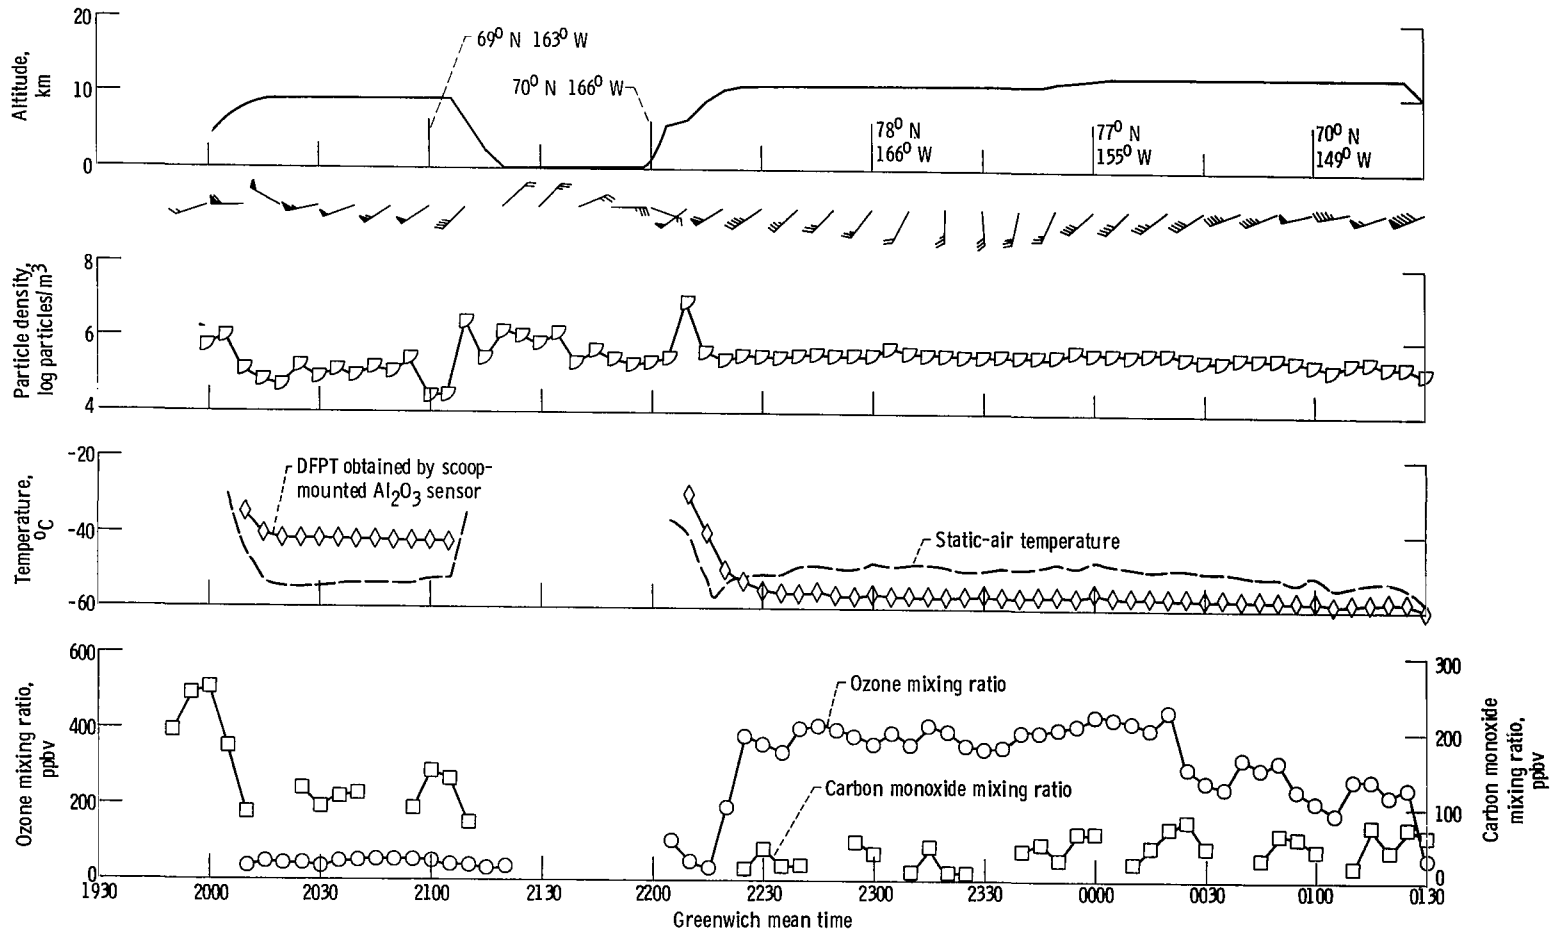 20
10
0
Altitude,
km
69° N 163° W
70° N 166° W
78° N
166° W
77° N
155° W
70° N
149° W
8
6
4
Particle density,
log particles/m³
-20
-40
-60
Temperature,
°C
DFPT obtained by scoop-
mounted Al₂O₃ sensor
Static-air temperature
600
400
200
0
Ozone mixing ratio,
ppbv
Ozone mixing ratio
Carbon monoxide mixing ratio
300
200
100
0
Carbon monoxide
mixing ratio,
ppbv
1930 2000 2030 2100 2130 2200 2230 2300 2330 0000 0030 0100 0130
Greenwich mean time